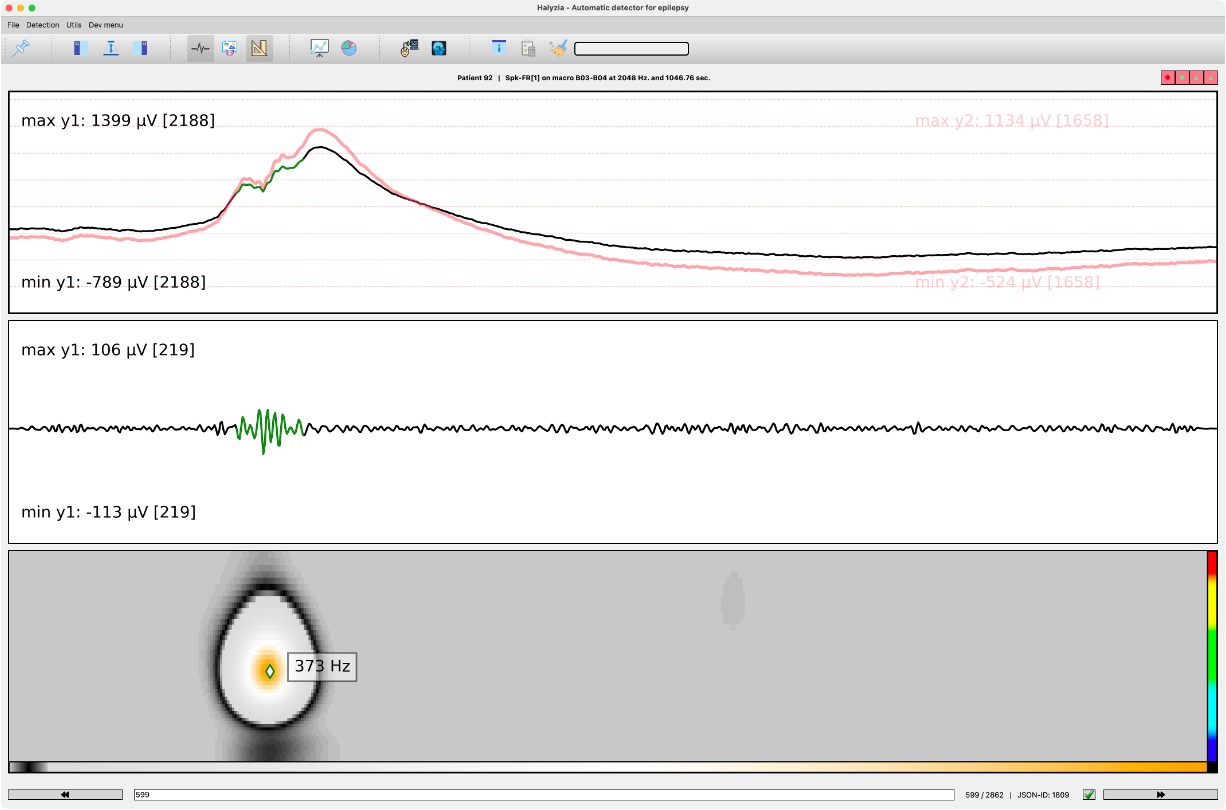 Halyzia - Automatic detector for epilepsy
File Detection Utils Dev menu
Patient 92 | Spk-FR[1] on macro B03-B04 at 2048 Hz. and 1046.76 sec.
max y1: 1399 µV [2188] max y2: 1134 µV [1658]
min y1: -789 µV [2188] min y2: -524 µV [1658]
max y1: 106 µV [219]
min y1: -113 µV [219]
373 Hz
599 599 / 2862 | JSON-ID: 1809